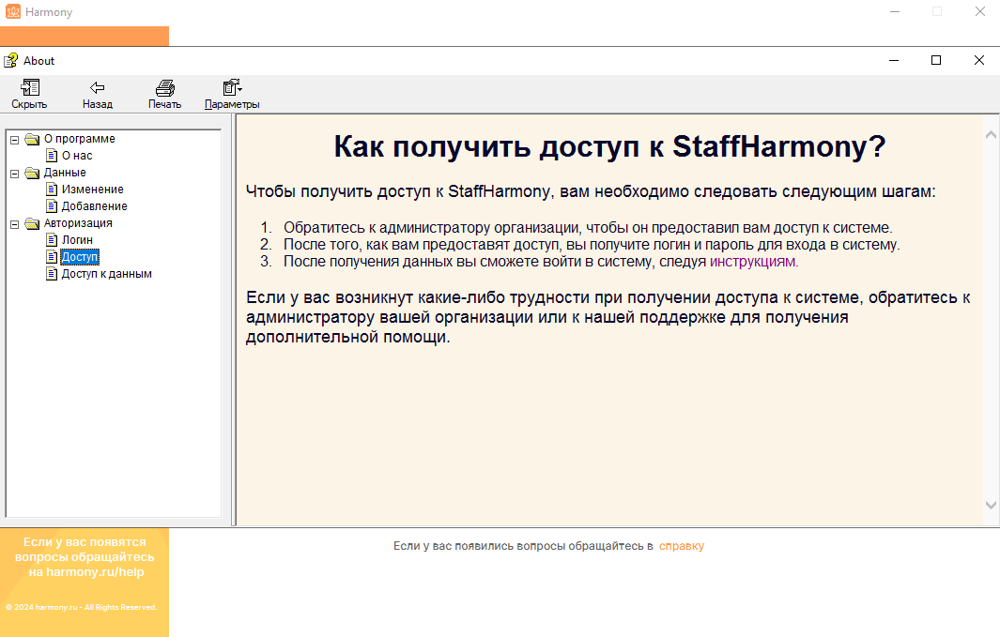 Harmony
About
Скрыть
Назад
Печать
Параметры
О программе
О нас
Данные
Изменение
Добавление
Авторизация
Логин
Доступ
Доступ к данным
Как получить доступ к StaffHarmony?
Чтобы получить доступ к StaffHarmony, вам необходимо следовать следующим шагам:
1. Обратитесь к администратору организации, чтобы он предоставил вам доступ к системе.
2. После того, как вам предоставят доступ, вы получите логин и пароль для входа в систему.
3. После получения данных вы сможете войти в систему, следуя инструкциям.
Если у вас возникнут какие-либо трудности при получении доступа к системе, обратитесь к
администратору вашей организации или к нашей поддержке для получения
дополнительной помощи.
Если у вас появятся
вопросы обращайтесь
на harmony.ru/help
© 2024 harmony.ru - All Rights Reserved.
Если у вас появились вопросы обращайтесь в справку